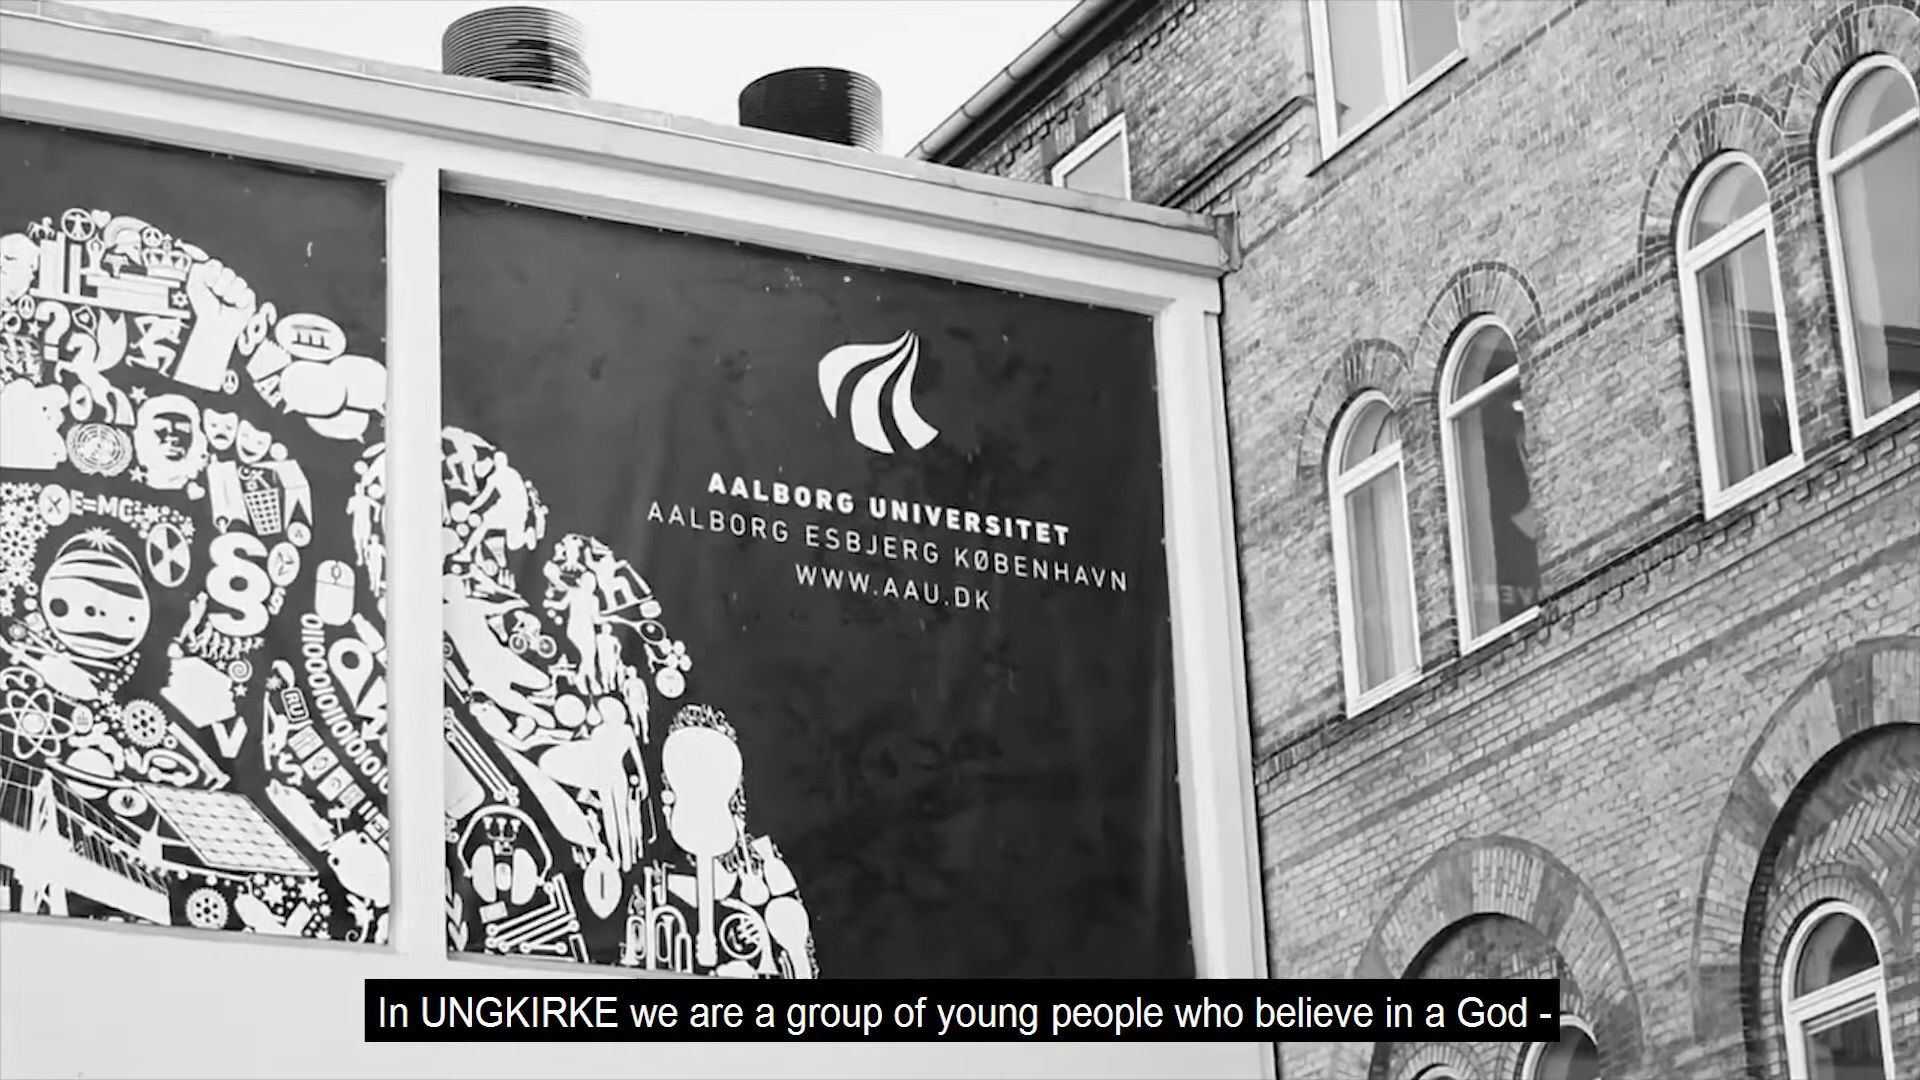 E=MC²
AALBORG UNIVERSITET
AALBORG ESBJERG KØBENHAVN
WWW.AAU.DK
In UNGKIRKE we are a group of young people who believe in a God -